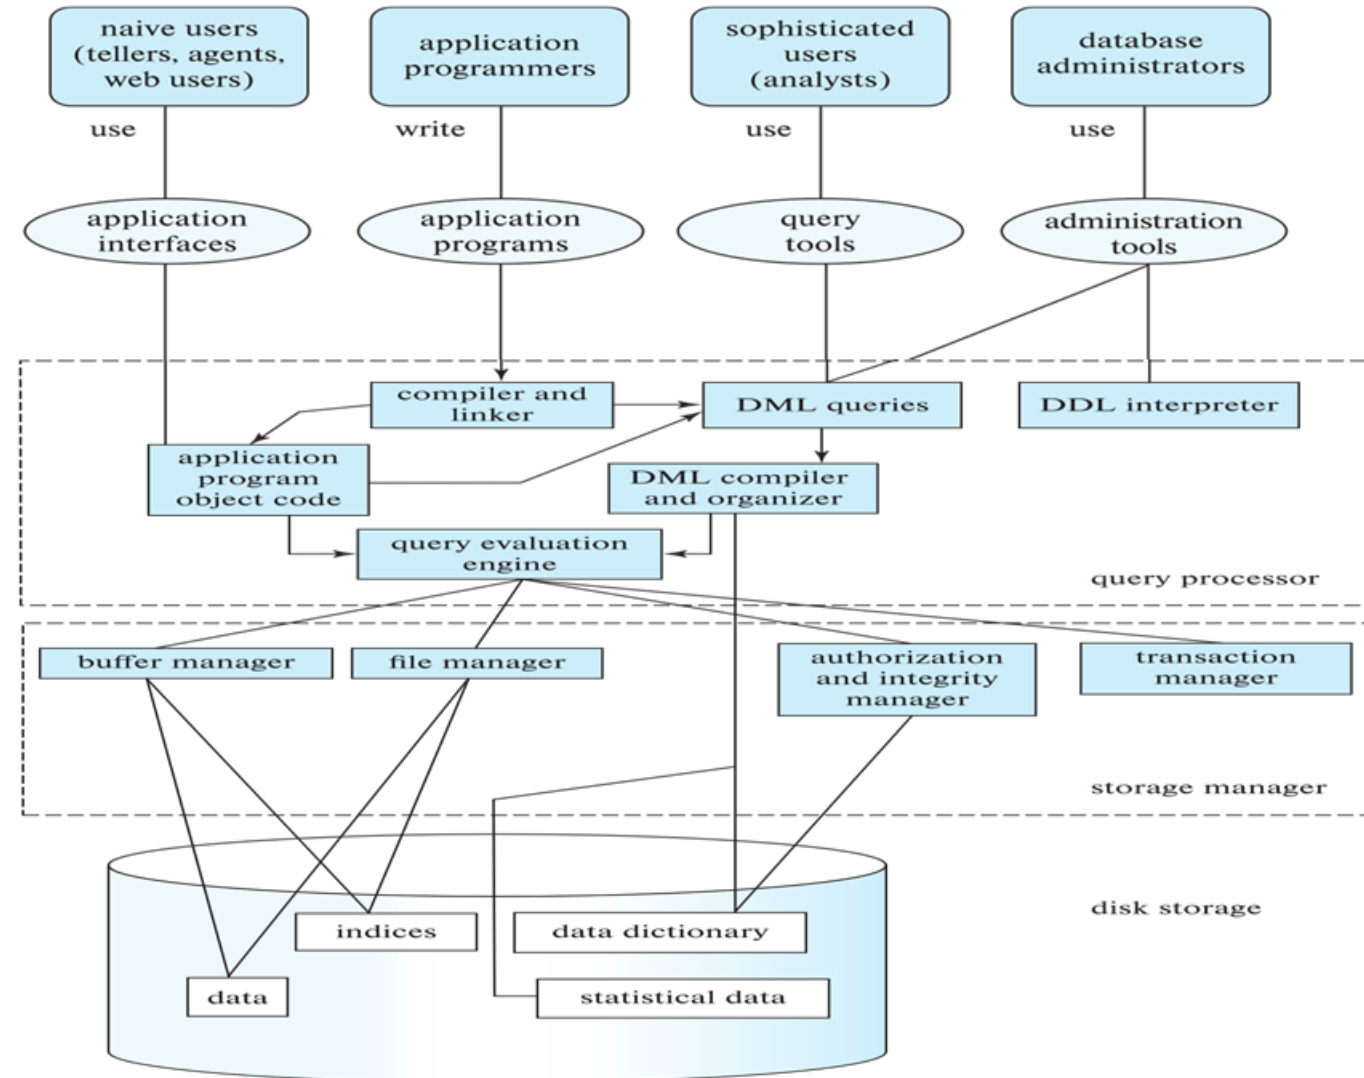 naive users
(tellers, agents,
web users)
application
programmers
sophisticated
users
(analysts)
database
administrators
use
write
use
use
application
interfaces
application
programs
query
tools
administration
tools
compiler and
linker
DML queries
DDL interpreter
application
program
object code
DML compiler
and organizer
query evaluation
engine
query processor
buffer manager
file manager
authorization
and integrity
manager
transaction
manager
storage manager
disk storage
indices
data dictionary
data
statistical data